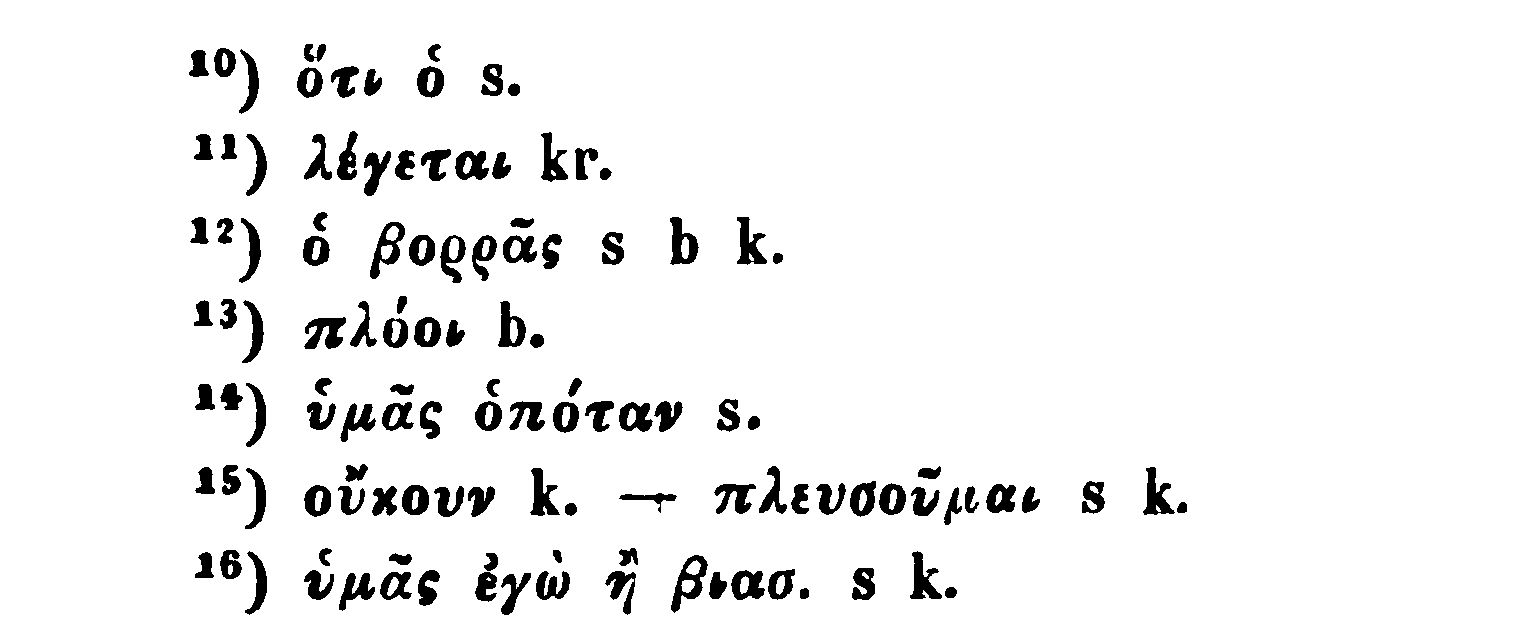 ¹⁰) ὅτι ὁ s.
¹¹) λέγεται kr.
¹²) ὁ βοῤῥᾶς s b k.
¹³) πλόοι b.
¹⁴) ὑμᾶς ὁπόταν s.
¹⁵) οὔκουν k. — πλευσοῦμαι s k.
¹⁶) ὑμᾶς ἐγὼ ἢ βιασ. s k.